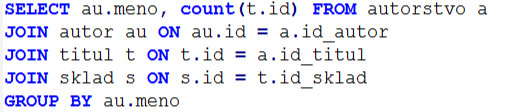 SELECT au.meno, count(t.id) FROM autorstvo a
JOIN autor au ON au.id = a.id_autor
JOIN titul t ON t.id = a.id_titul
JOIN sklad s ON s.id = t.id_sklad
GROUP BY au.meno